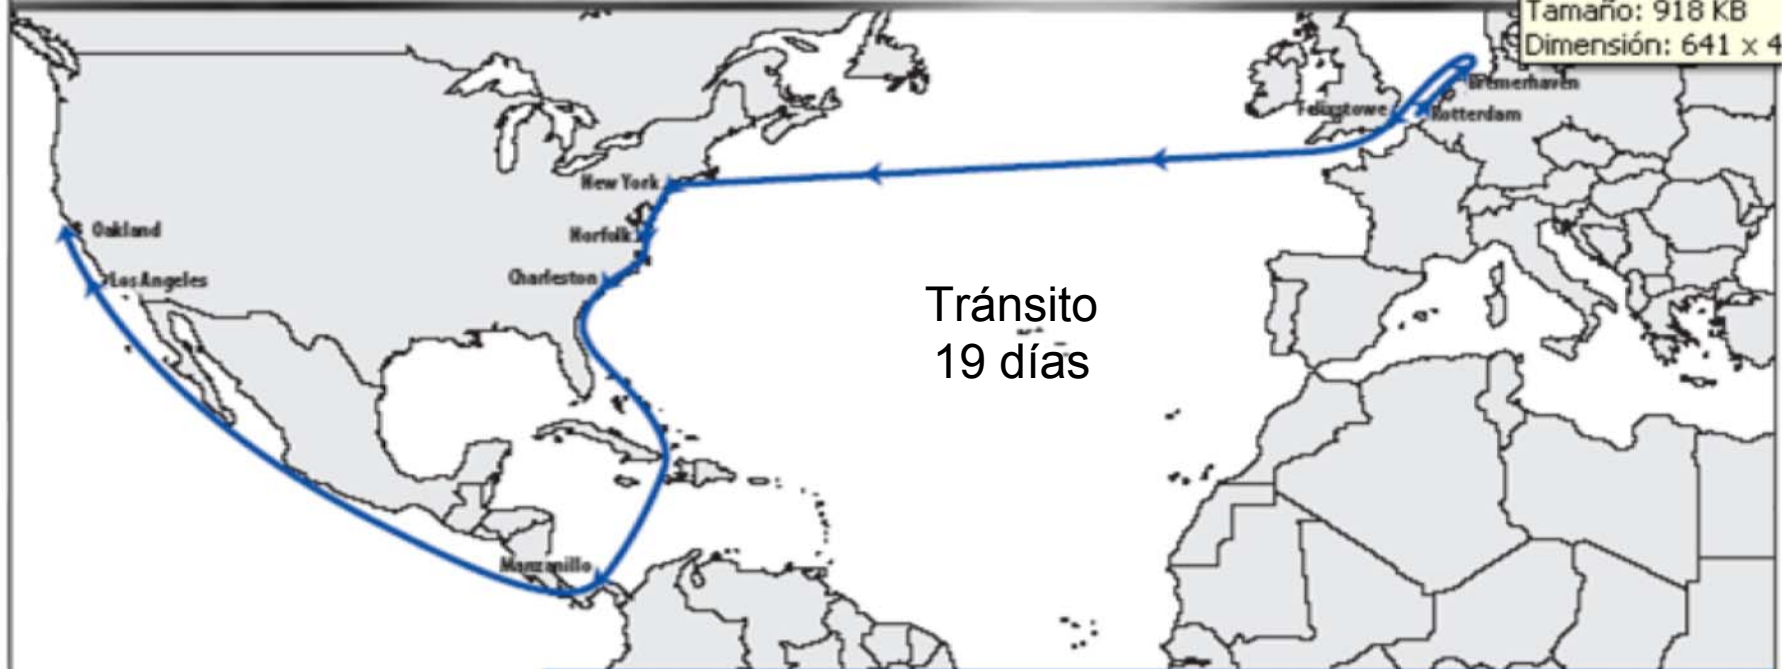 Tamaño: 918 KB
Dimensión: 641 x 4
Bremerhaven
Felixstowe
Rotterdam
New York
Oakland
Norfolk
Los Angeles
Charleston
Tránsito
19 días
Manzanillo